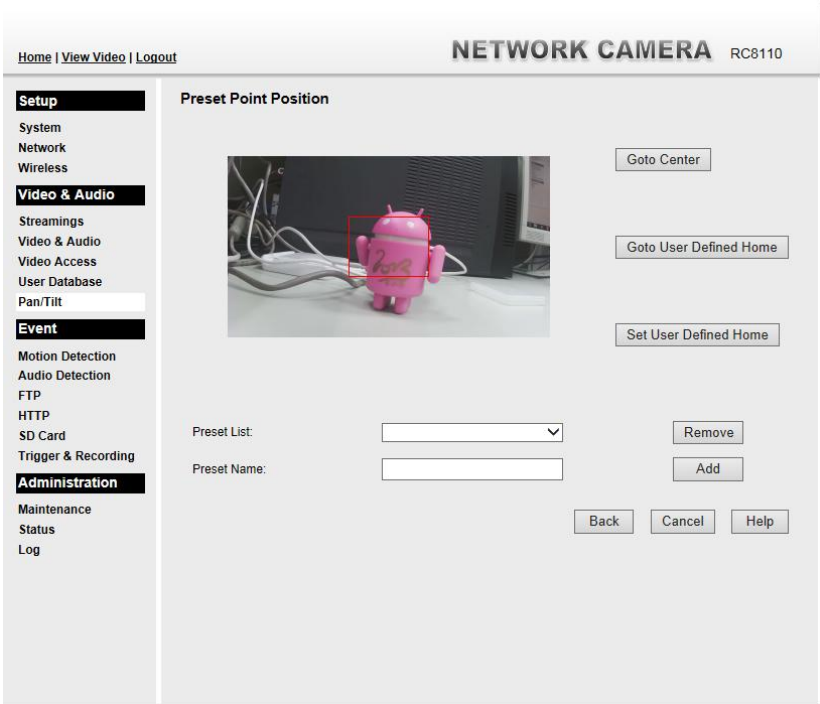 Home | View Video | Logout
NETWORK CAMERA RC8110
Setup
System
Network
Wireless
Video & Audio
Streamings
Video & Audio
Video Access
User Database
Pan/Tilt
Event
Motion Detection
Audio Detection
FTP
HTTP
SD Card
Trigger & Recording
Administration
Maintenance
Status
Log
Preset Point Position
Goto Center
Goto User Defined Home
Set User Defined Home
Preset List:
Remove
Preset Name:
Add
Back
Cancel
Help